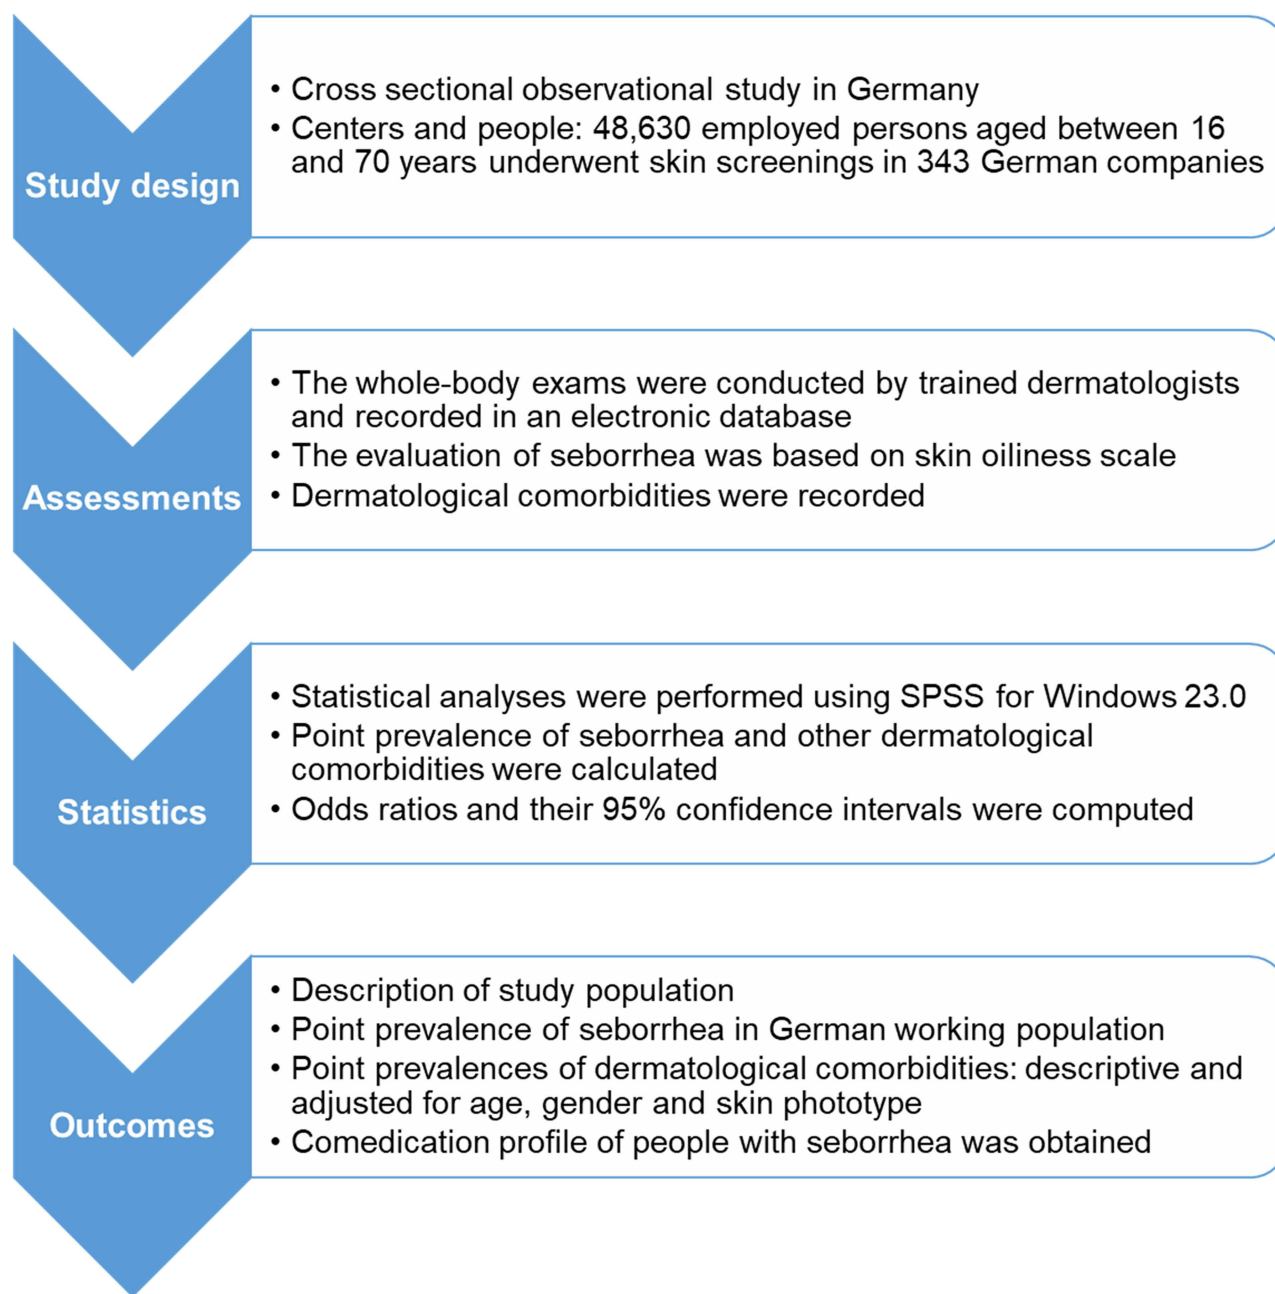 Study design
• Cross sectional observational study in Germany
• Centers and people: 48,630 employed persons aged between 16
and 70 years underwent skin screenings in 343 German companies
Assessments
• The whole-body exams were conducted by trained dermatologists
and recorded in an electronic database
• The evaluation of seborrhea was based on skin oiliness scale
• Dermatological comorbidities were recorded
Statistics
• Statistical analyses were performed using SPSS for Windows 23.0
• Point prevalence of seborrhea and other dermatological
comorbidities were calculated
• Odds ratios and their 95% confidence intervals were computed
Outcomes
• Description of study population
• Point prevalence of seborrhea in German working population
• Point prevalences of dermatological comorbidities: descriptive and
adjusted for age, gender and skin phototype
• Comedication profile of people with seborrhea was obtained